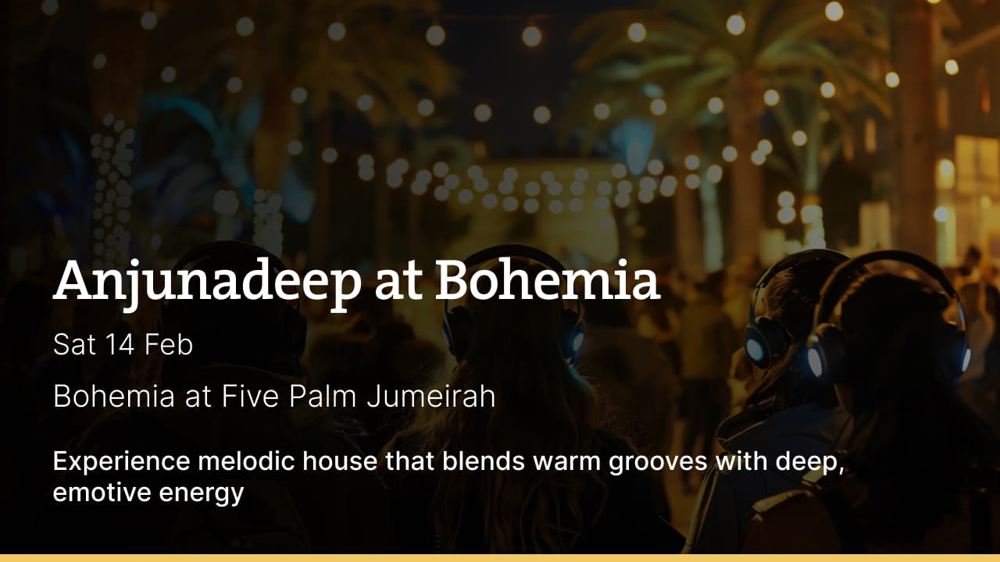 Anjunadeep at Bohemia
Sat 14 Feb
Bohemia at Five Palm Jumeirah
Experience melodic house that blends warm grooves with deep,
emotive energy